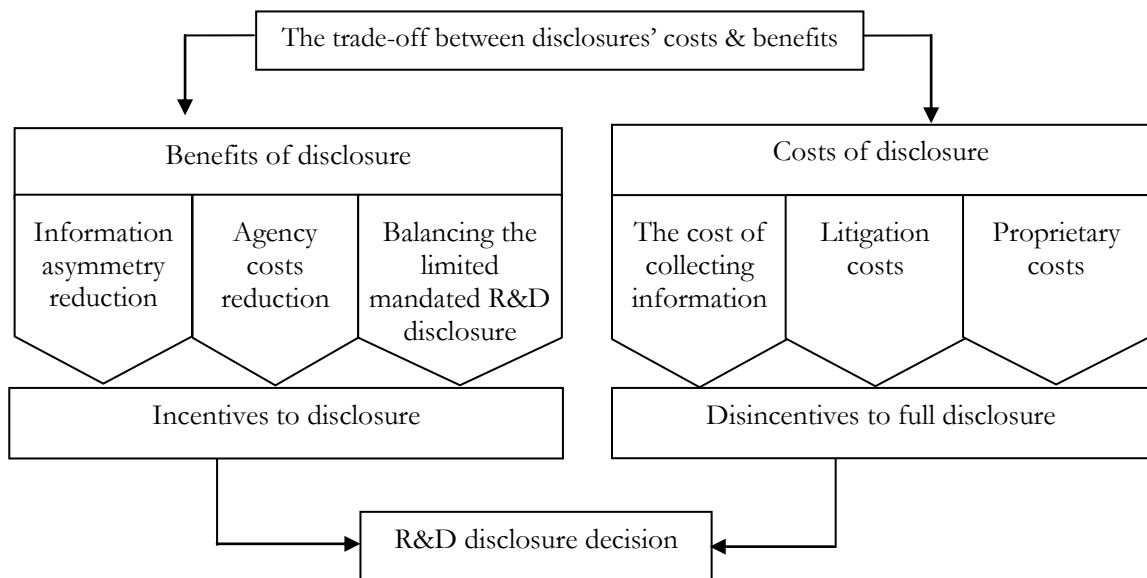 The trade-off between disclosures’ costs & benefits
Benefits of disclosure
Information
asymmetry
reduction
Agency
costs
reduction
Balancing the
limited
mandated R&D
disclosure
Incentives to disclosure
Costs of disclosure
The cost of
collecting
information
Litigation
costs
Proprietary
costs
Disincentives to full disclosure
R&D disclosure decision